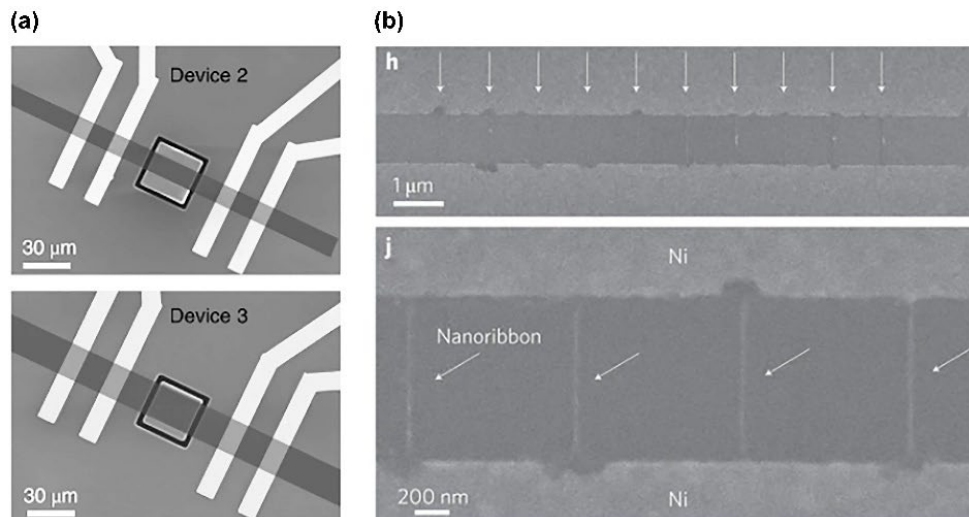 (a)
(b)
Device 2
30 µm
Device 3
30 µm
h
1 µm
j
Ni
Nanoribbon
200 nm
Ni